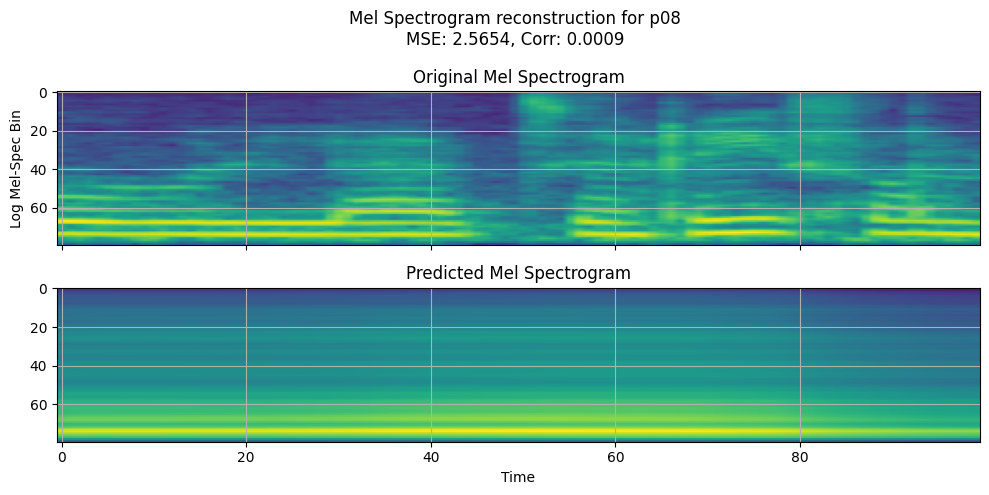 Mel Spectrogram reconstruction for p08
MSE: 2.5654, Corr: 0.0009
Original Mel Spectrogram
0
20
40
60
Log Mel-Spec Bin
Predicted Mel Spectrogram
0
20
40
60
0 20 40 60 80
Time